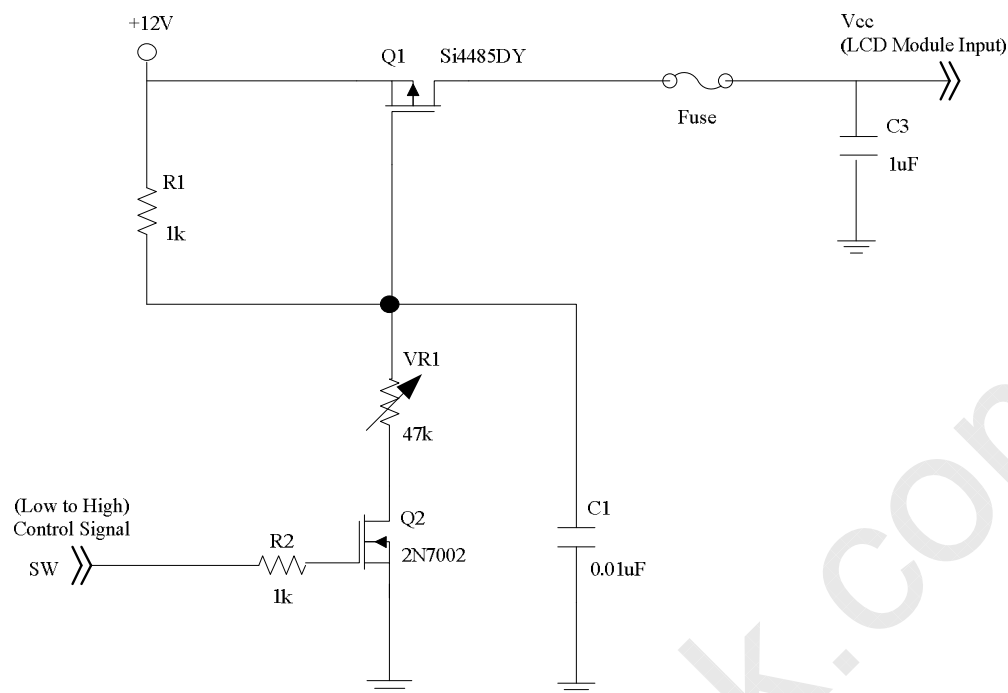 +12V
Vcc
(LCD Module Input)
Q1
Si4485DY
Fuse
C3
1uF
R1
1k
VR1
47k
(Low to High)
Control Signal
SW
R2
1k
Q2
2N7002
C1
0.01uF
k.com